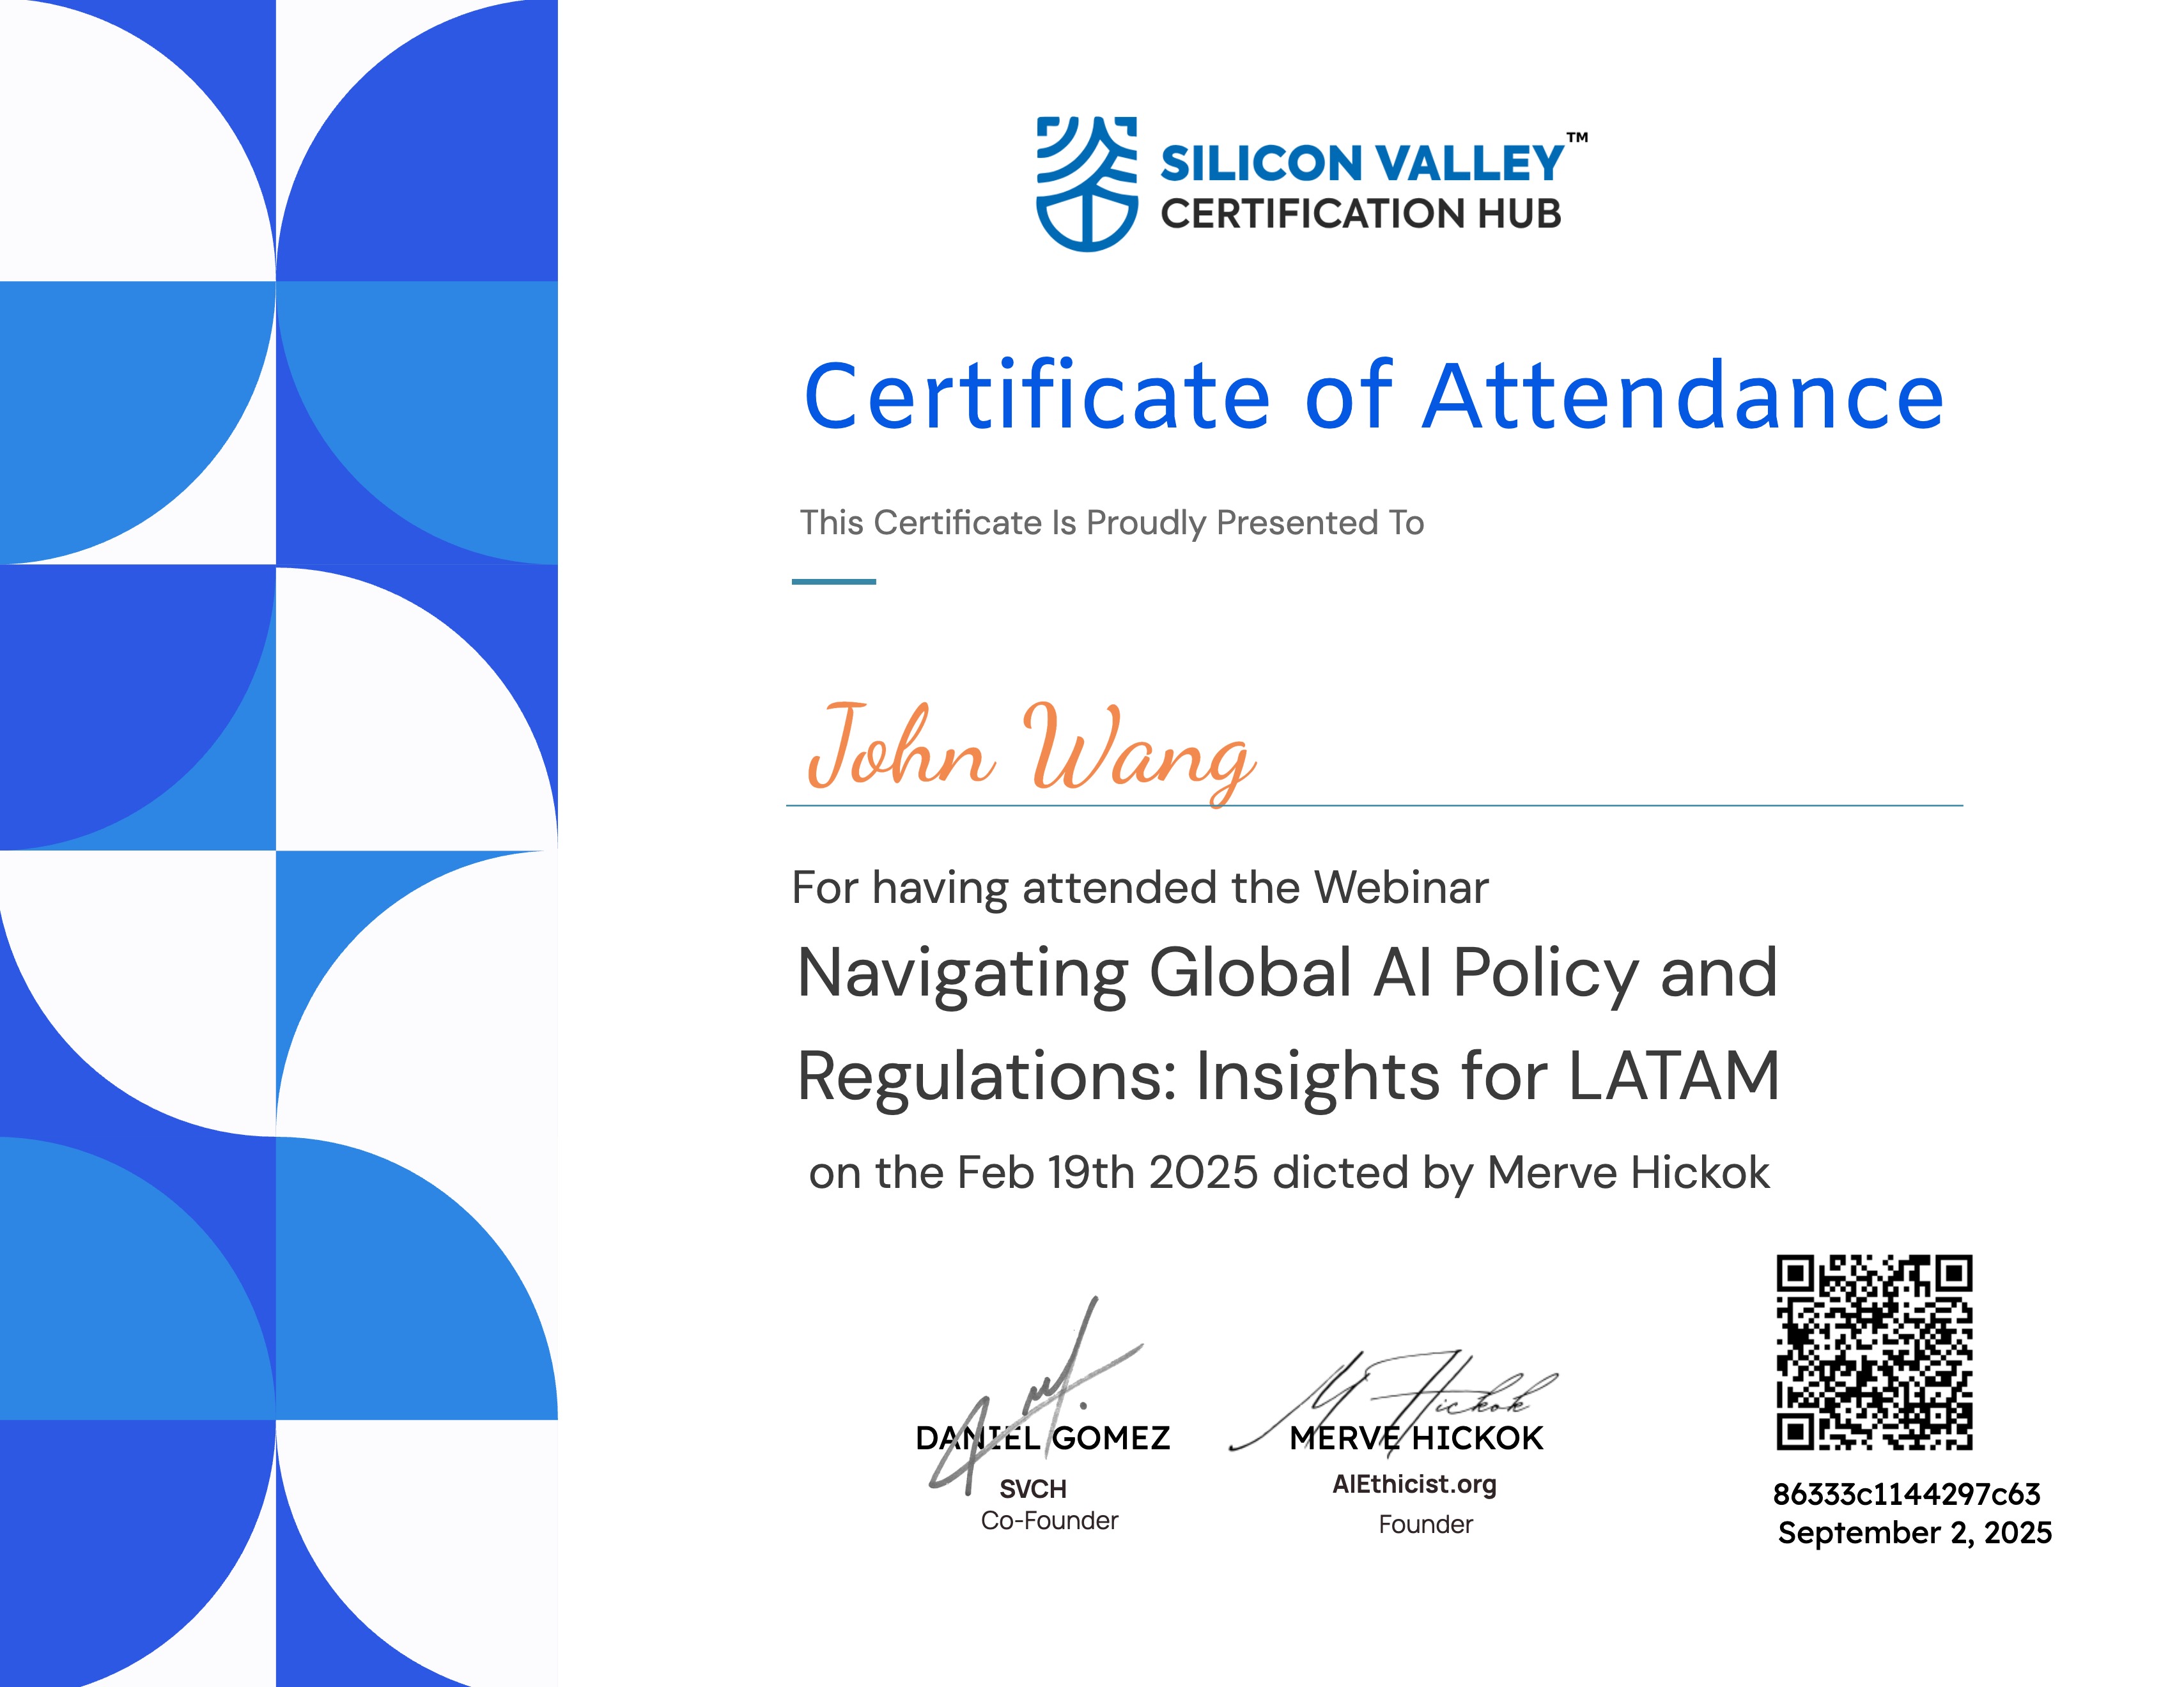 SILICON VALLEY™
CERTIFICATION HUB
Certificate of Attendance
This Certificate Is Proudly Presented To
John Wang
For having attended the Webinar
Navigating Global AI Policy and
Regulations: Insights for LATAM
on the Feb 19th 2025 dicted by Merve Hickok
M Hickok
DANIEL GOMEZ
MERVE HICKOK
SVCH
AIEthicist.org
Co-Founder
Founder
86333c1144297c63
September 2, 2025